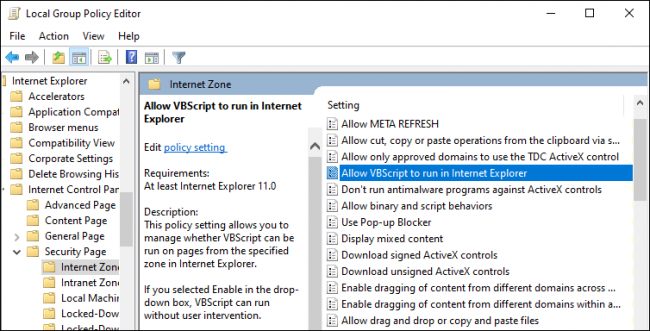 Local Group Policy Editor
File Action View Help
Internet Explorer
Accelerators
Application Compat
Browser menus
Compatibility View
Corporate Settings
Delete Browsing His
Internet Control Pan
Advanced Page
Content Page
General Page
Security Page
Internet Zone
Intranet Zone
Local Machin
Locked-Dow
Locked-Down
Internet Zone
Allow VBScript to run in Internet
Explorer
Edit policy setting
Requirements:
At least Internet Explorer 11.0
Description:
This policy setting allows you to
manage whether VBScript can be
run on pages from the specified
zone in Internet Explorer.
If you selected Enable in the drop-
down box, VBScript can run
without user intervention.
Setting
Allow META REFRESH
Allow cut, copy or paste operations from the clipboard via s...
Allow only approved domains to use the TDC ActiveX control
Allow VBScript to run in Internet Explorer
Don't run antimalware programs against ActiveX controls
Allow binary and script behaviors
Use Pop-up Blocker
Display mixed content
Download signed ActiveX controls
Download unsigned ActiveX controls
Enable dragging of content from different domains across ...
Enable dragging of content from different domains within a...
Allow drag and drop or copy and paste files